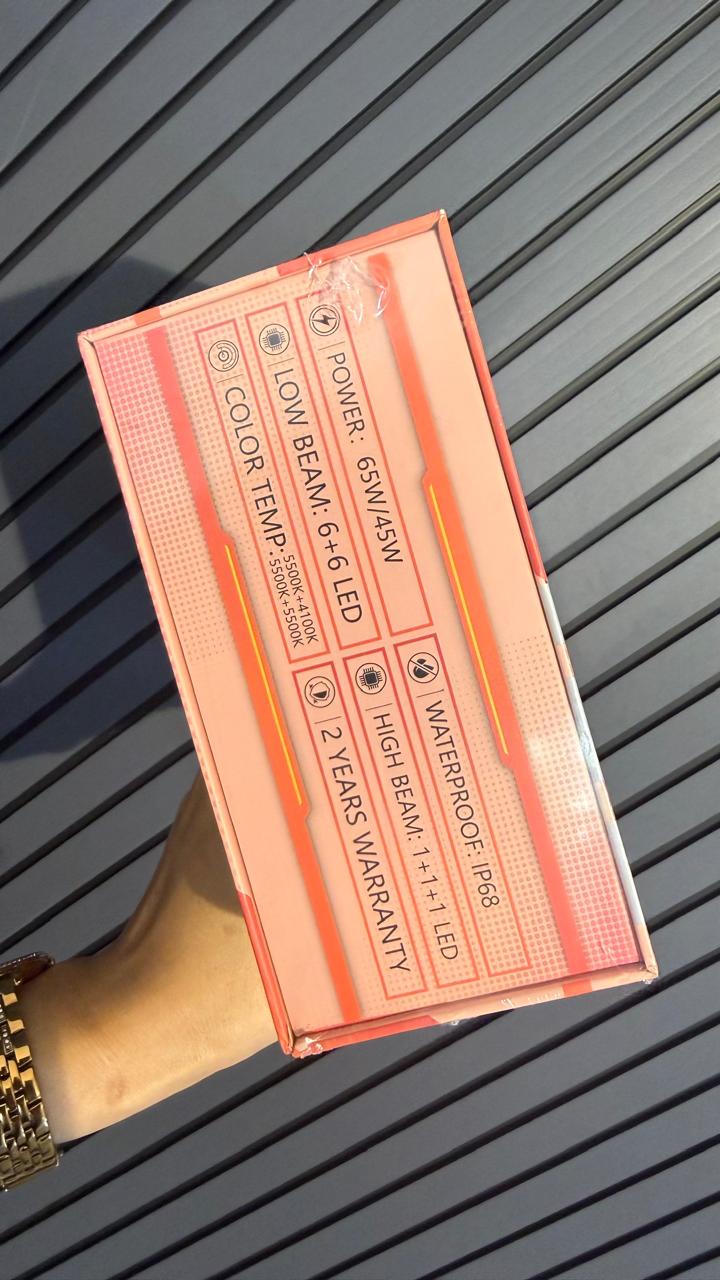 POWER: 65W/45W
LOW BEAM: 6+6 LED
COLOR TEMP: 5500K+4100K
5500K+5500K
WATERPROOF: IP68
HIGH BEAM: 1+1+1 LED
2 YEARS WARRANTY